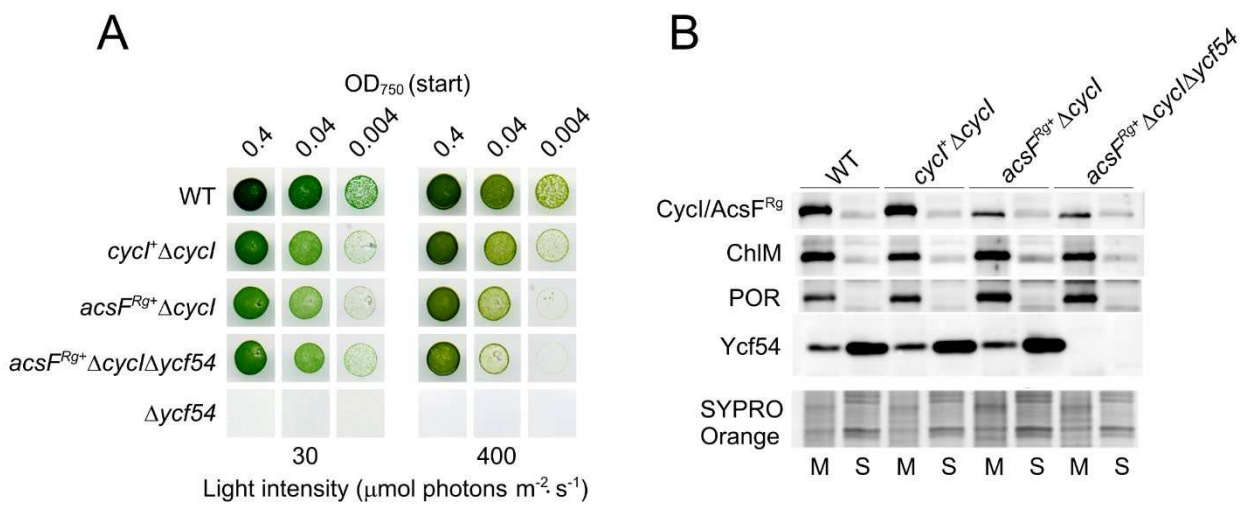 A
OD₇₅₀ (start)
0.4 0.04 0.004 0.4 0.04 0.004
WT
cycI⁺ΔcycI
acsFᴿᵍ⁺ΔcycI
acsFᴿᵍ⁺ΔcycIΔycf54
Δycf54
30 400
Light intensity (μmol photons m⁻²· s⁻¹)
B
WT cycI⁺ΔcycI acsFᴿᵍ⁺ΔcycI acsFᴿᵍ⁺ΔcycIΔycf54
CycI/AcsFᴿᵍ
ChlM
POR
Ycf54
SYPRO
Orange
M S M S M S M S